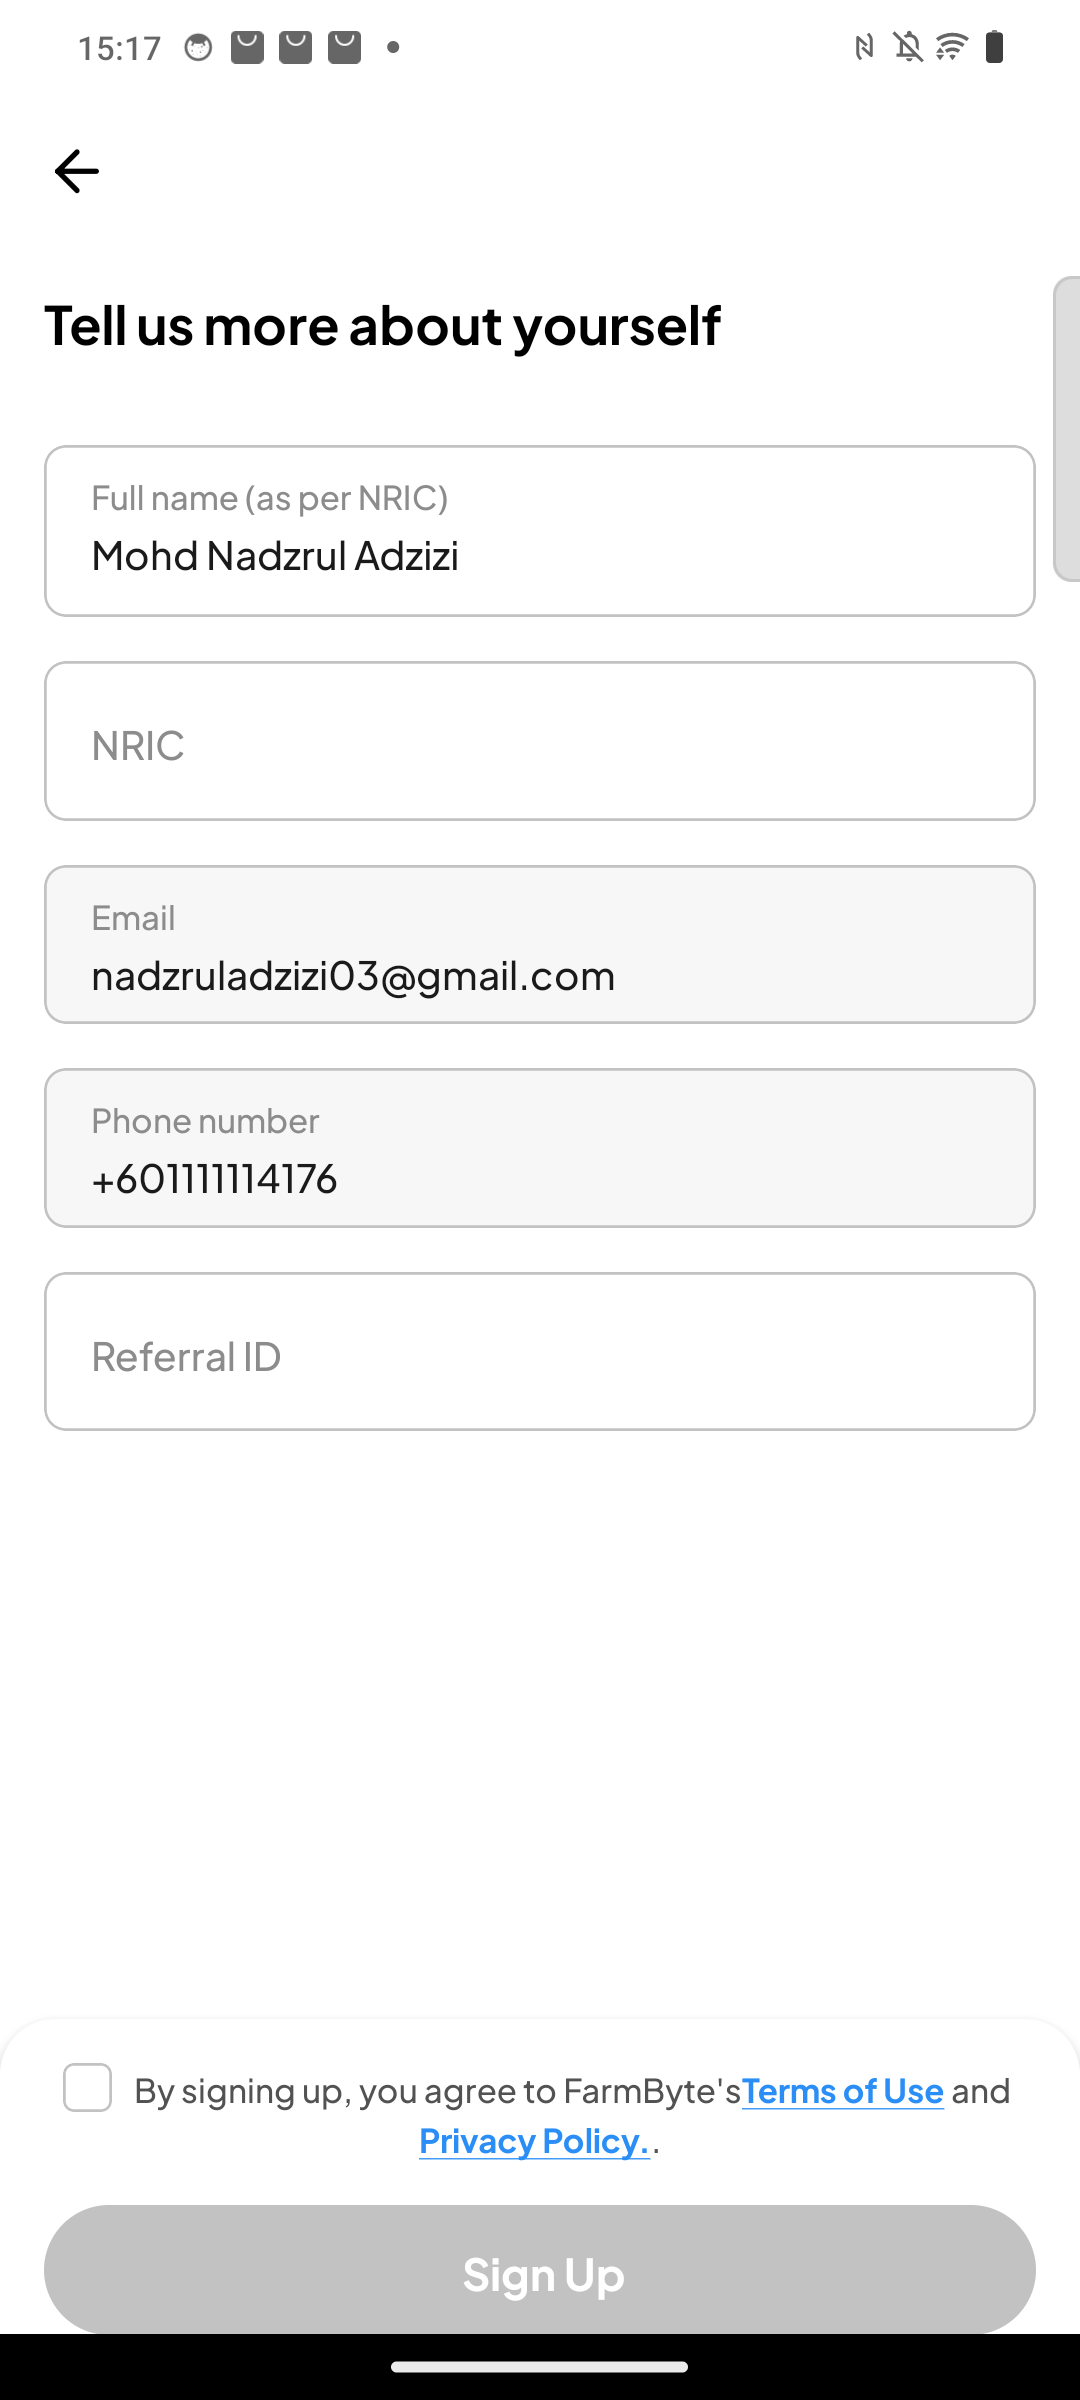 15:17
Tell us more about yourself
Full name (as per NRIC)
Mohd Nadzrul Adzizi
NRIC
Email
nadzruladzizi03@gmail.com
Phone number
+601111114176
Referral ID
By signing up, you agree to FarmByte'sTerms of Use and
Privacy Policy..
Sign Up